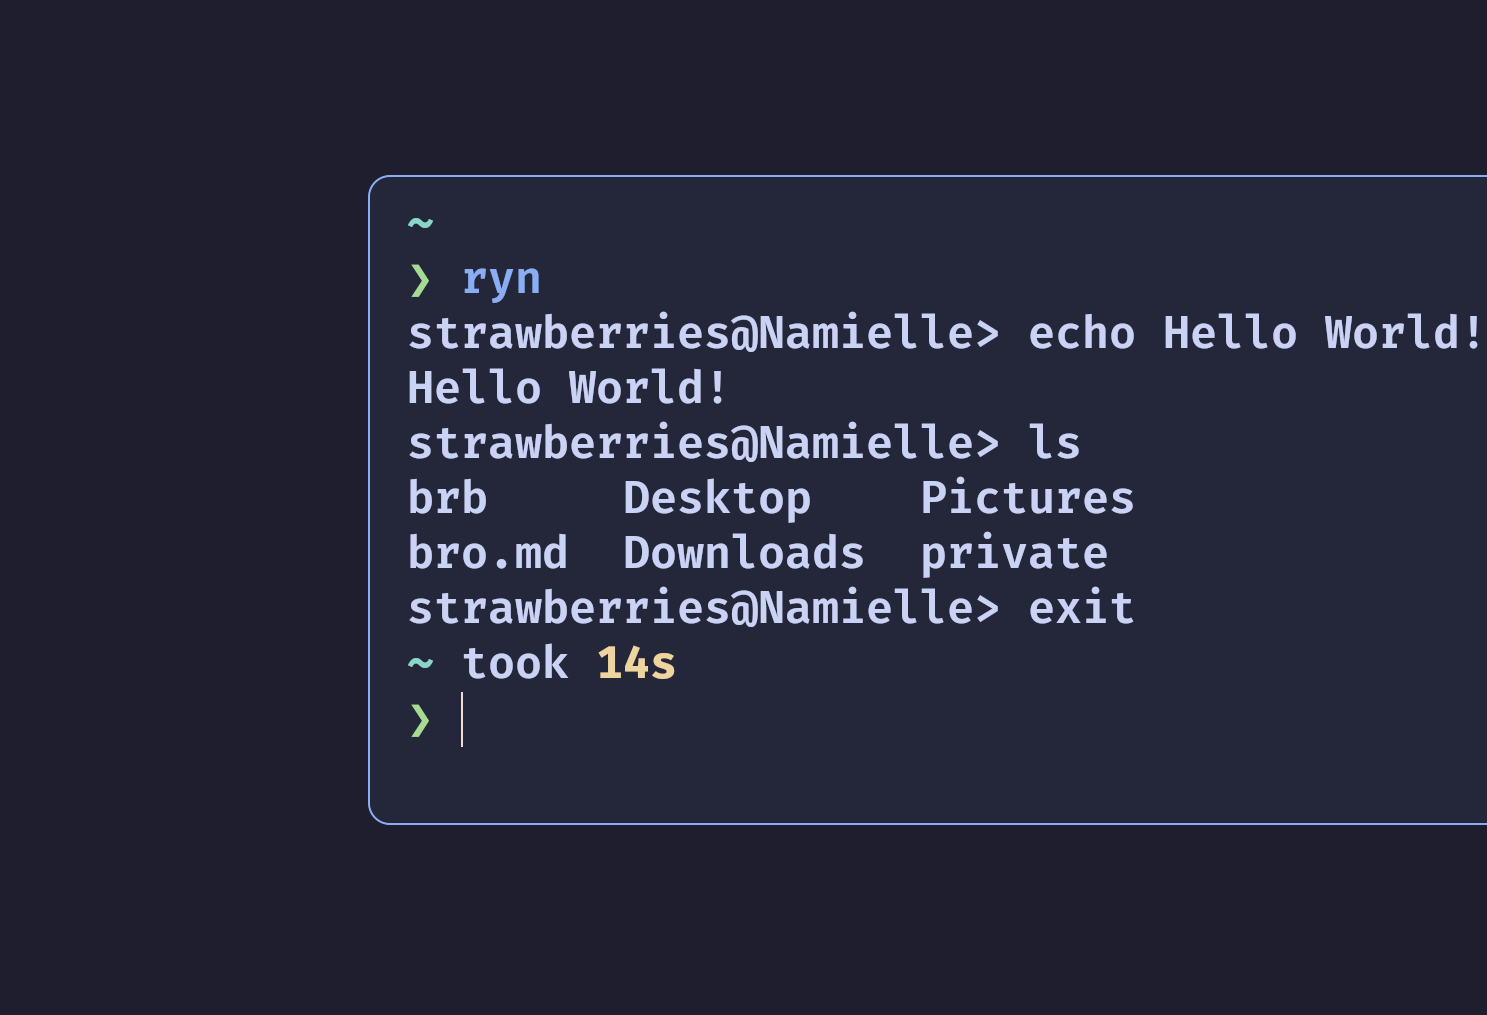 ~
❯ ryn
strawberries@Namielle> echo Hello World!
Hello World!
strawberries@Namielle> ls
brb     Desktop    Pictures
bro.md  Downloads  private
strawberries@Namielle> exit
~ took 14s
❯